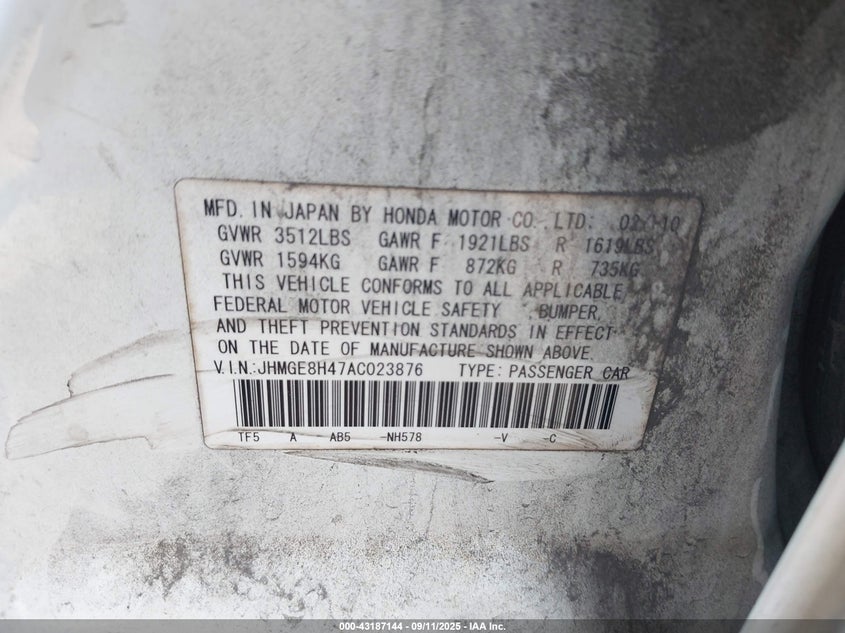 MFD. IN JAPAN BY HONDA MOTOR CO., LTD. 02/10
GVWR 3512LBS GAWR F 1921LBS R 1619LBS
GVWR 1594KG GAWR F 872KG R 735KG
THIS VEHICLE CONFORMS TO ALL APPLICABLE
FEDERAL MOTOR VEHICLE SAFETY , BUMPER,
AND THEFT PREVENTION STANDARDS IN EFFECT
ON THE DATE OF MANUFACTURE SHOWN ABOVE.
V.I.N.:JHMGE8H47AC023876 TYPE: PASSENGER CAR
TF5 A AB5 -NH578 -V -C
000-43187144 - 09/11/2025 - IAA Inc.